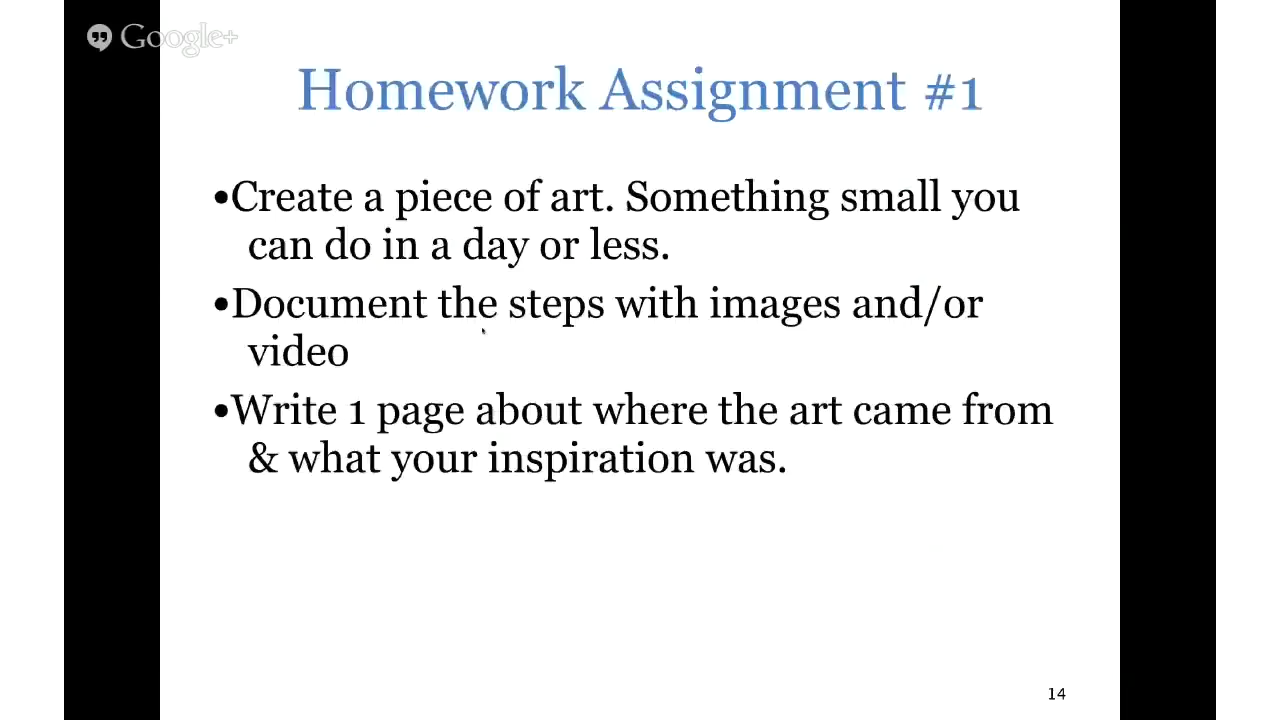 Google+
Homework Assignment #1
•Create a piece of art. Something small you
can do in a day or less.
•Document the steps with images and/or
video
•Write 1 page about where the art came from
& what your inspiration was.
14